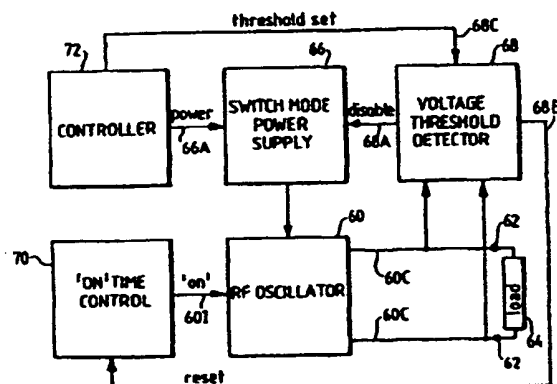 threshold set
68C
72
66
68
68B
CONTROLLER
power
66A
SWITCH MODE
POWER
SUPPLY
disable
68A
VOLTAGE
THRESHOLD
DETECTOR
60
62
70
'ON' TIME
CONTROL
'on'
60I
RF OSCILLATOR
60C
60C
load
64
62
reset